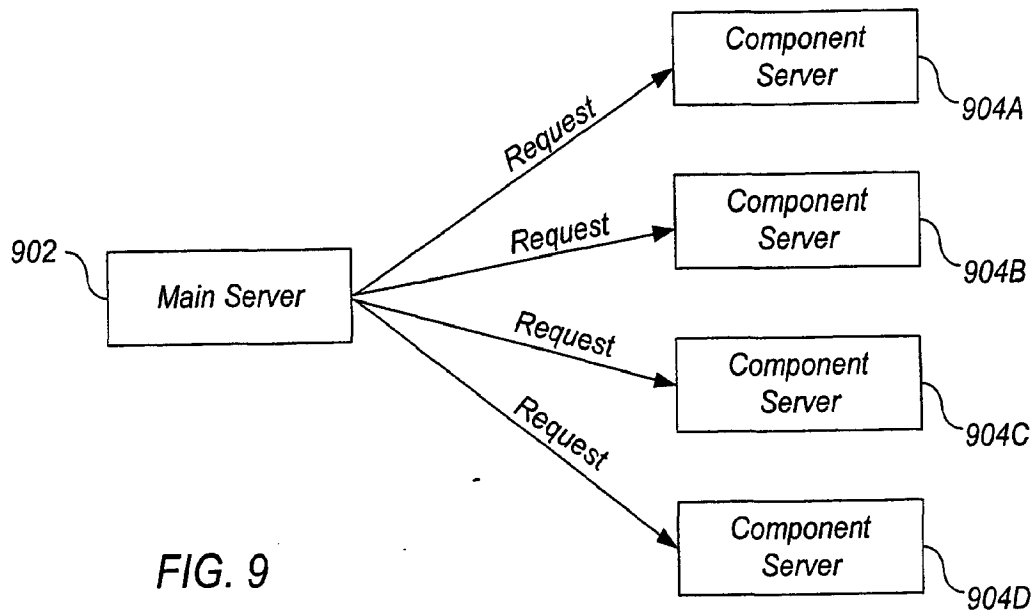 Component
Server
904A
Request
Component
Server
904B
Request
902
Main Server
Request
Component
Server
904C
Request
Component
Server
904D
FIG. 9